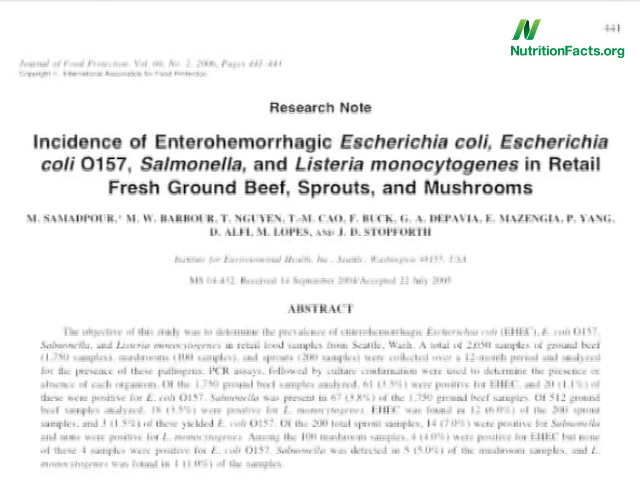 441
NutritionFacts.org
Journal of Food Protection, Vol. 69, No. 2, 2006, Pages 441–443
Copyright ©, International Association for Food Protection
Research Note
Incidence of Enterohemorrhagic Escherichia coli, Escherichia
coli O157, Salmonella, and Listeria monocytogenes in Retail
Fresh Ground Beef, Sprouts, and Mushrooms
M. SAMADPOUR,* M. W. BARBOUR, T. NGUYEN, T.-M. CAO, F. BUCK, G. A. DEPAVIA, E. MAZENGIA, P. YANG,
D. ALFI, M. LOPES, AND J. D. STOPFORTH
Institute for Environmental Health, Inc., Seattle, Washington 98155, USA
MS 04-432: Received 14 September 2004/Accepted 22 July 2005
ABSTRACT
The objective of this study was to determine the prevalence of enterohemorrhagic Escherichia coli (EHEC), E. coli O157,
Salmonella, and Listeria monocytogenes in retail food samples from Seattle, Wash. A total of 2,050 samples of ground beef
(1,750 samples), mushrooms (100 samples), and sprouts (200 samples) were collected over a 12-month period and analyzed
for the presence of these pathogens. PCR assays, followed by culture confirmation were used to determine the presence or
absence of each organism. Of the 1,750 ground beef samples analyzed, 61 (3.5%) were positive for EHEC, and 20 (1.1%) of
these were positive for E. coli O157. Salmonella was present in 67 (3.8%) of the 1,750 ground beef samples. Of 512 ground
beef samples analyzed, 18 (3.5%) were positive for L. monocytogenes. EHEC was found in 12 (6.0%) of the 200 sprout
samples, and 3 (1.5%) of these yielded E. coli O157. Of the 200 total sprout samples, 14 (7.0%) were positive for Salmonella
and none were positive for L. monocytogenes. Among the 100 mushroom samples, 4 (4.0%) were positive for EHEC but none
of these 4 samples were positive for E. coli O157. Salmonella was detected in 5 (5.0%) of the mushroom samples, and L.
monocytogenes was found in 1 (1.0%) of the samples.